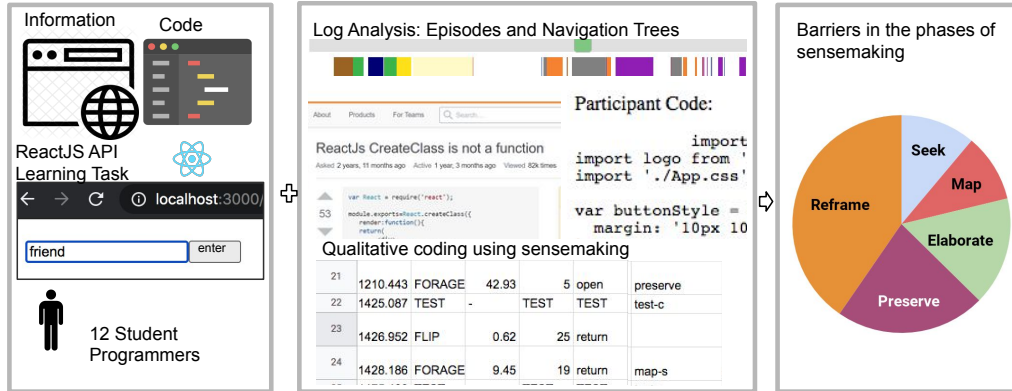 Information
Code
ReactJS API
Learning Task
localhost:3000/
friend
enter
12 Student
Programmers
Log Analysis: Episodes and Navigation Trees
About Products For Teams Search...
ReactJs CreateClass is not a function
Asked 2 years, 11 months ago Active 1 year, 3 months ago Viewed 82k times
53
var React = require('react');
module.exports=React.createClass({
render:function(){
return(
Participant Code:
import
import logo from '
import './App.css'
var buttonStyle =
margin: '10px 10
Qualitative coding using sensemaking
21 1210.443 FORAGE 42.93 5 open preserve
22 1425.087 TEST - TEST TEST test-c
23 1426.952 FLIP 0.62 25 return
24 1428.186 FORAGE 9.45 19 return map-s
Barriers in the phases of
sensemaking
Seek
Map
Reframe
Elaborate
Preserve